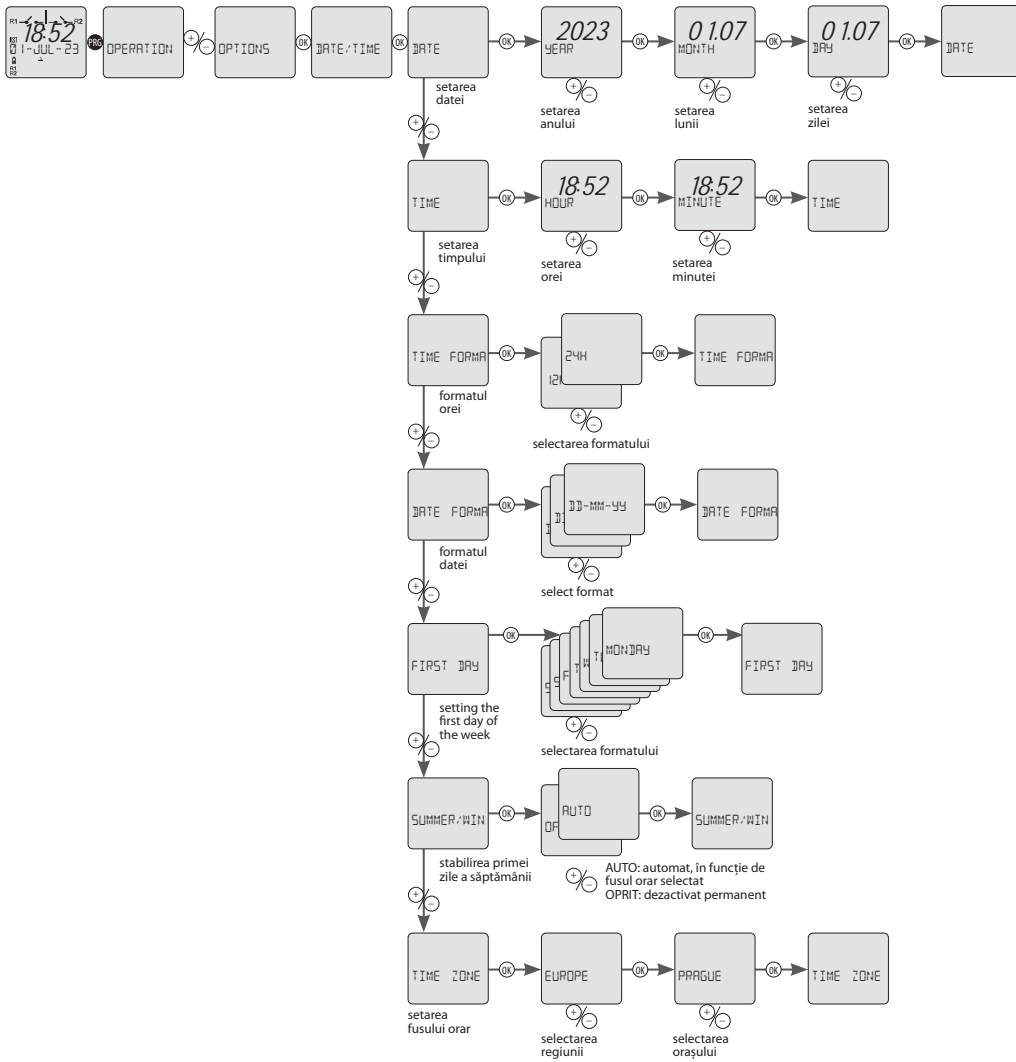 R1 R2
18:52
1-JUL-23
R1
R2
PRG
OPERATION
+/−
OPTIONS
OK
DATE/TIME
OK
DATE
OK
2023
YEAR
OK
01.07
MONTH
OK
01.07
DAY
OK
DATE
setarea
datei
+/−
setarea
anului
+/−
setarea
lunii
+/−
setarea
zilei
+/−
TIME
OK
18:52
HOUR
OK
18:52
MINUTE
OK
TIME
setarea
timpului
+/−
setarea
orei
+/−
setarea
minutei
+/−
TIME FORMA
OK
24H
12H
OK
TIME FORMA
formatul
orei
+/−
selectarea formatului
+/−
DATE FORMA
OK
DD-MM-YY
OK
DATE FORMA
formatul
datei
+/−
select format
+/−
FIRST DAY
OK
MONDAY
OK
FIRST DAY
setting the
first day of
the week
+/−
selectarea formatului
+/−
SUMMER/WIN
OK
AUTO
OF
OK
SUMMER/WIN
stabilirea primei
zile a săptămânii
+/−
AUTO: automat, în funcție de
fusul orar selectat
OPRIT: dezactivat permanent
+/−
TIME ZONE
OK
EUROPE
OK
PRAGUE
OK
TIME ZONE
setarea
fusului orar
+/−
selectarea
regiunii
+/−
selectarea
orașului